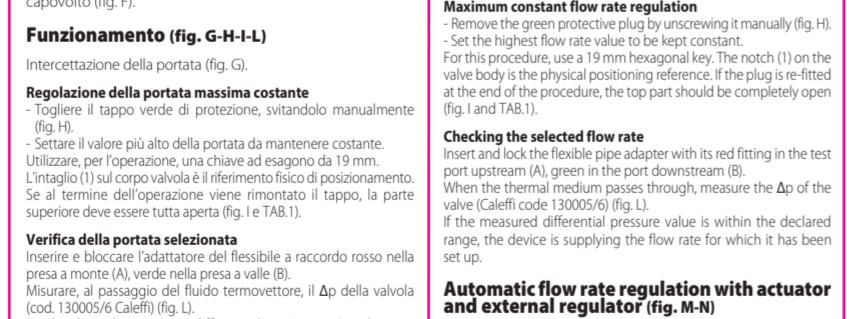 capovolto (fig. F).
Funzionamento (fig. G-H-I-L)
Intercettazione della portata (fig. G).
Regolazione della portata massima costante
- Togliere il tappo verde di protezione, svitandolo manualmente
(fig. H).
- Settare il valore più alto della portata da mantenere costante.
Utilizzare, per l'operazione, una chiave ad esagono da 19 mm.
L'intaglio (1) sul corpo valvola è il riferimento fisico di posizionamento.
Se al termine dell'operazione viene rimontato il tappo, la parte
superiore deve essere tutta aperta (fig. I e TAB.1).
Verifica della portata selezionata
Inserire e bloccare l'adattatore del flessibile a raccordo rosso nella
presa a monte (A), verde nella presa a valle (B).
Misurare, al passaggio del fluido termovettore, il Δp della valvola
(cod. 130005/6 Caleffi) (fig. L).
Maximum constant flow rate regulation
- Remove the green protective plug by unscrewing it manually (fig. H).
- Set the highest flow rate value to be kept constant.
For this procedure, use a 19 mm hexagonal key. The notch (1) on the
valve body is the physical positioning reference. If the plug is re-fitted
at the end of the procedure, the top part should be completely open
(fig. I and TAB.1).
Checking the selected flow rate
Insert and lock the flexible pipe adapter with its red fitting in the test
port upstream (A), green in the port downstream (B).
When the thermal medium passes through, measure the Δp of the
valve (Caleffi code 130005/6) (fig. L).
If the measured differential pressure value is within the declared
range, the device is supplying the flow rate for which it has been
set up.
Automatic flow rate regulation with actuator
and external regulator (fig. M-N)